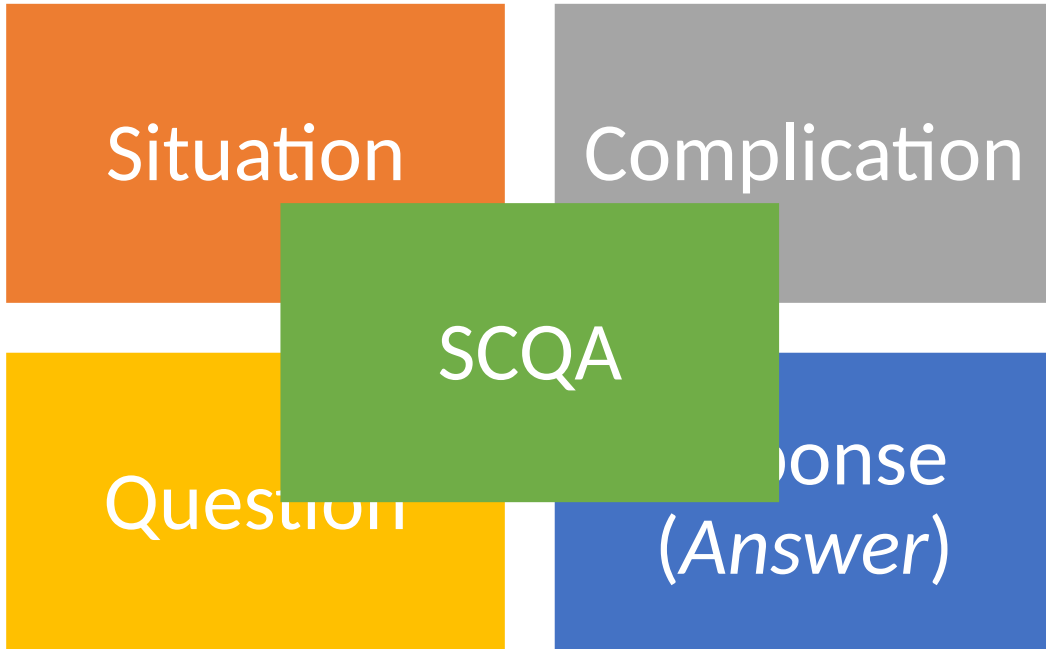 Situation
Complication
SCQA
Question
ponse
(Answer)